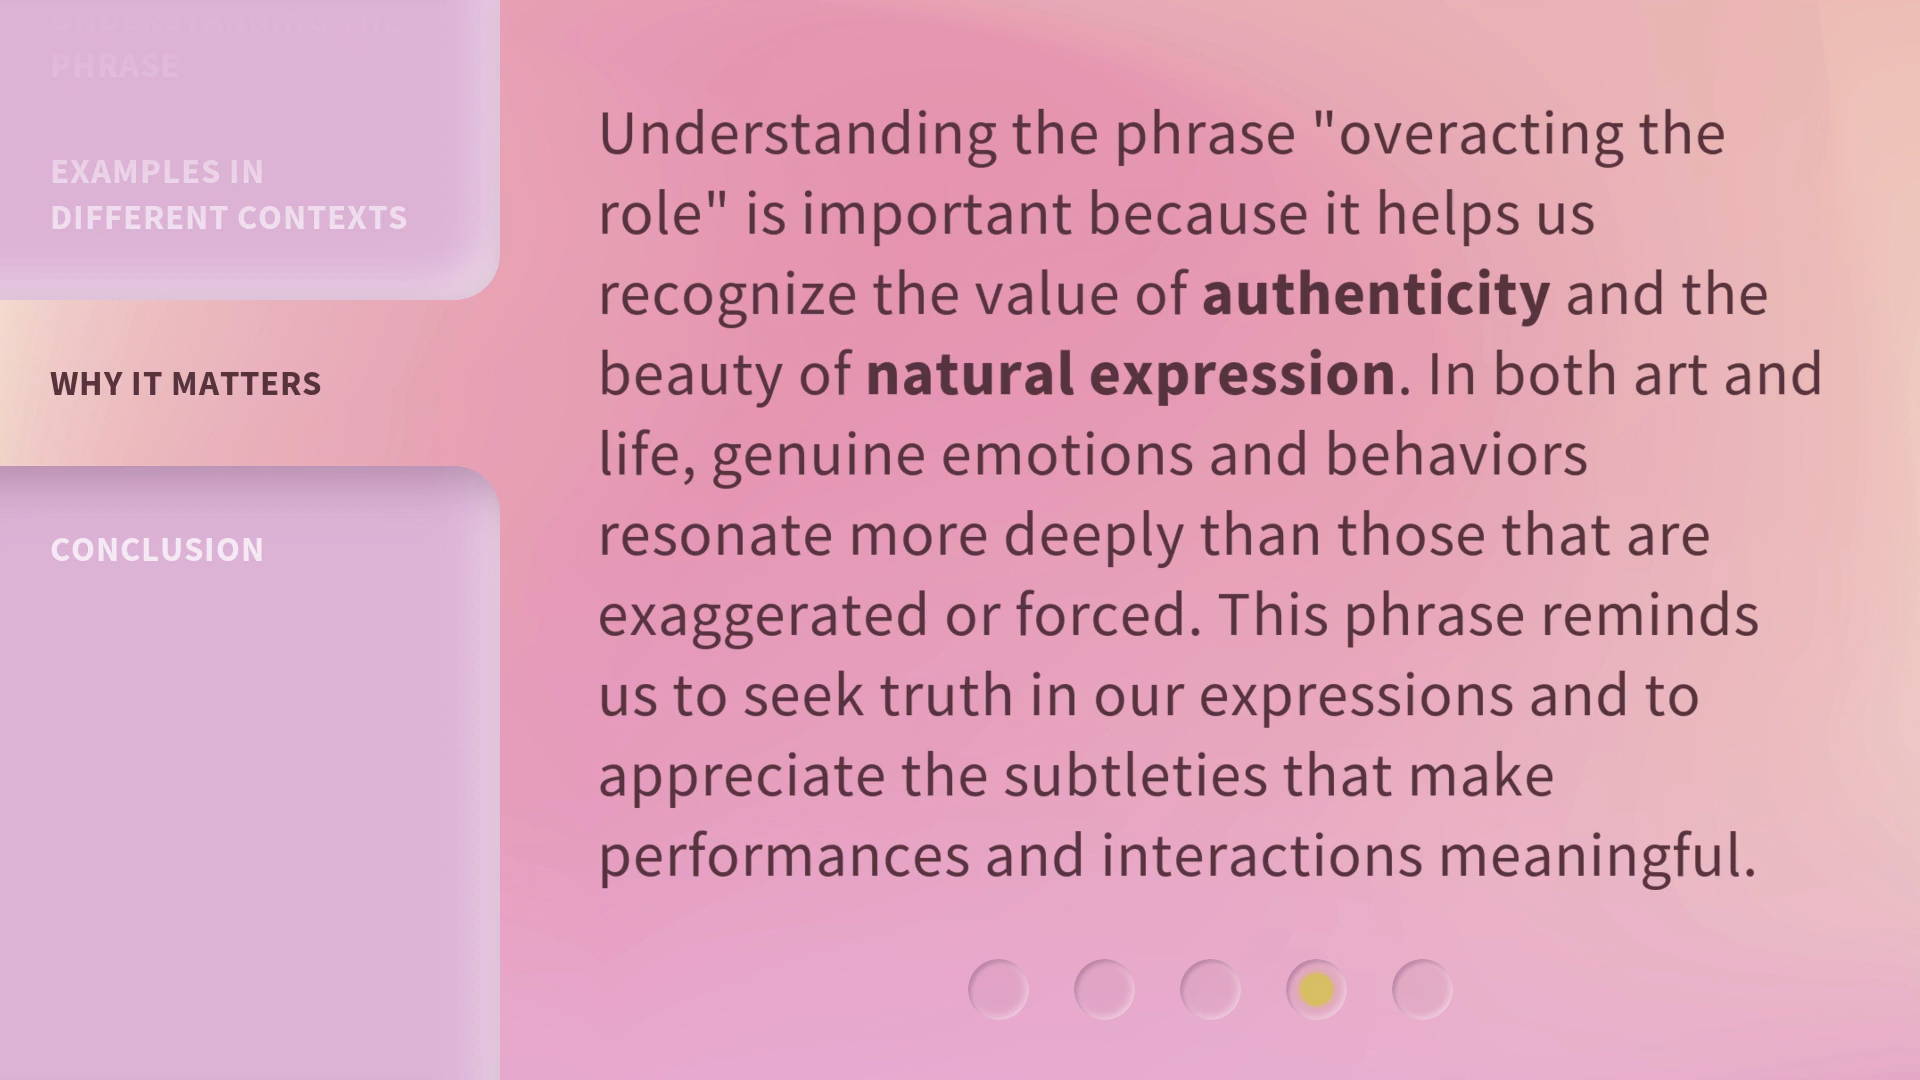 UNDERSTANDING THE
PHRASE
EXAMPLES IN
DIFFERENT CONTEXTS
WHY IT MATTERS
CONCLUSION
Understanding the phrase "overacting the
role" is important because it helps us
recognize the value of authenticity and the
beauty of natural expression. In both art and
life, genuine emotions and behaviors
resonate more deeply than those that are
exaggerated or forced. This phrase reminds
us to seek truth in our expressions and to
appreciate the subtleties that make
performances and interactions meaningful.